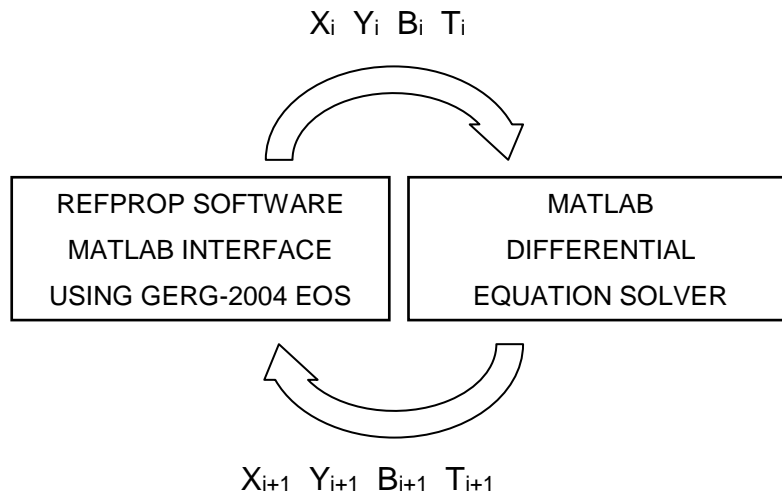 Xi Yi Bi Ti
REFPROP SOFTWARE
MATLAB INTERFACE
USING GERG-2004 EOS
MATLAB
DIFFERENTIAL
EQUATION SOLVER
Xi+1 Yi+1 Bi+1 Ti+1